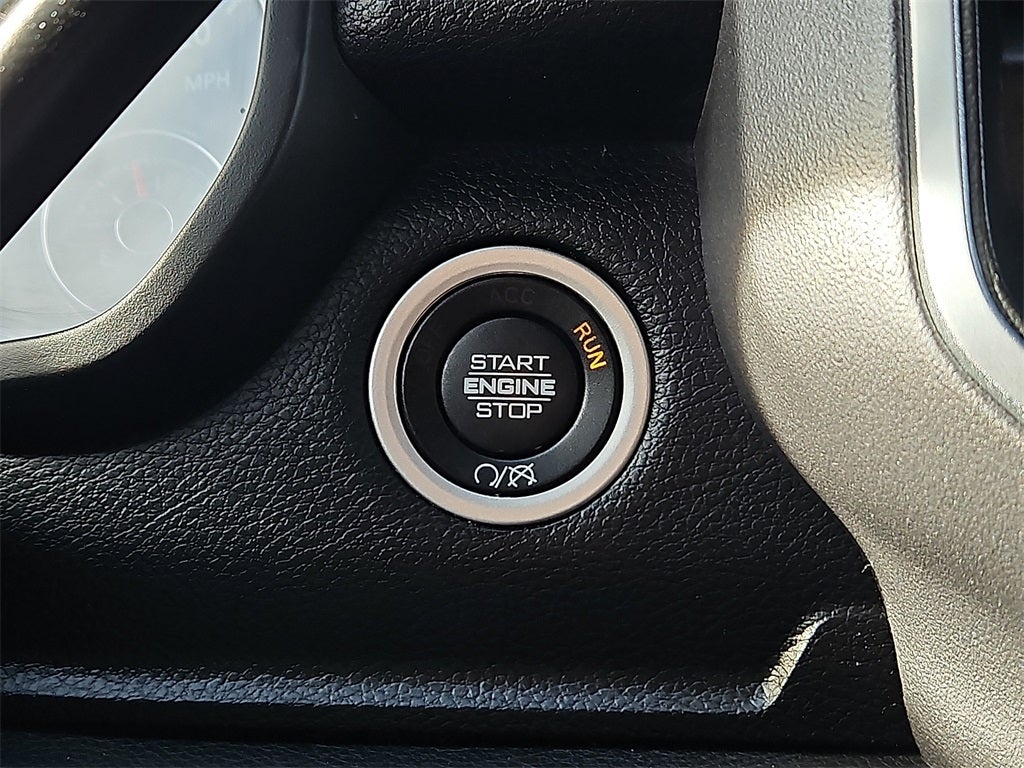 MPH
ACC
RUN
START
ENGINE
STOP